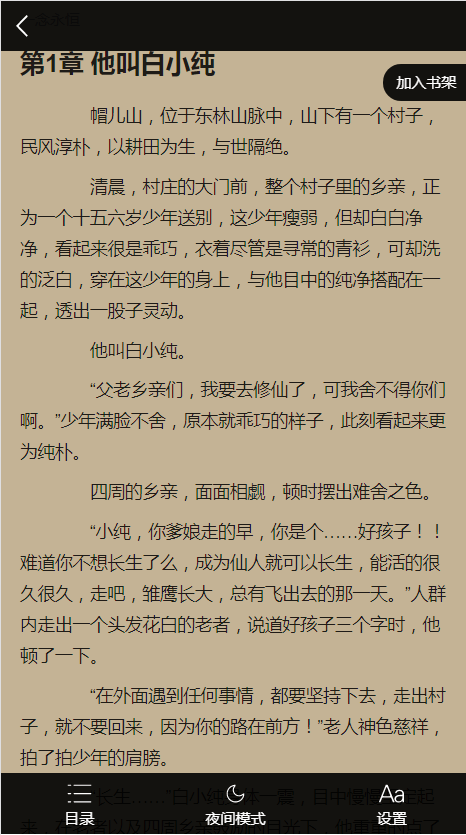 一念永恒
第1章 他叫白小纯
加入书架
帽儿山，位于东林山脉中，山下有一个村子，
民风淳朴，以耕田为生，与世隔绝。
清晨，村庄的大门前，整个村子里的乡亲，正
为一个十五六岁少年送别，这少年瘦弱，但却白白净
净，看起来很是乖巧，衣着尽管是寻常的青衫，可却洗
的泛白，穿在这少年的身上，与他目中的纯净搭配在一
起，透出一股子灵动。
他叫白小纯。
“父老乡亲们，我要去修仙了，可我舍不得你们
啊。”少年满脸不舍，原本就乖巧的样子，此刻看起来更
为纯朴。
四周的乡亲，面面相觑，顿时摆出难舍之色。
“小纯，你爹娘走的早，你是个……好孩子！！
难道你不想长生了么，成为仙人就可以长生，能活的很
久很久，走吧，雏鹰长大，总有飞出去的那一天。”人群
内走出一个头发花白的老者，说道好孩子三个字时，他
顿了一下。
“在外面遇到任何事情，都要坚持下去，走出村
子，就不要回来，因为你的路在前方！”老人神色慈祥，
拍了拍少年的肩膀。
“长生……”白小纯 体一震，目中慢慢 定起
目录
夜间模式
Aa
设置